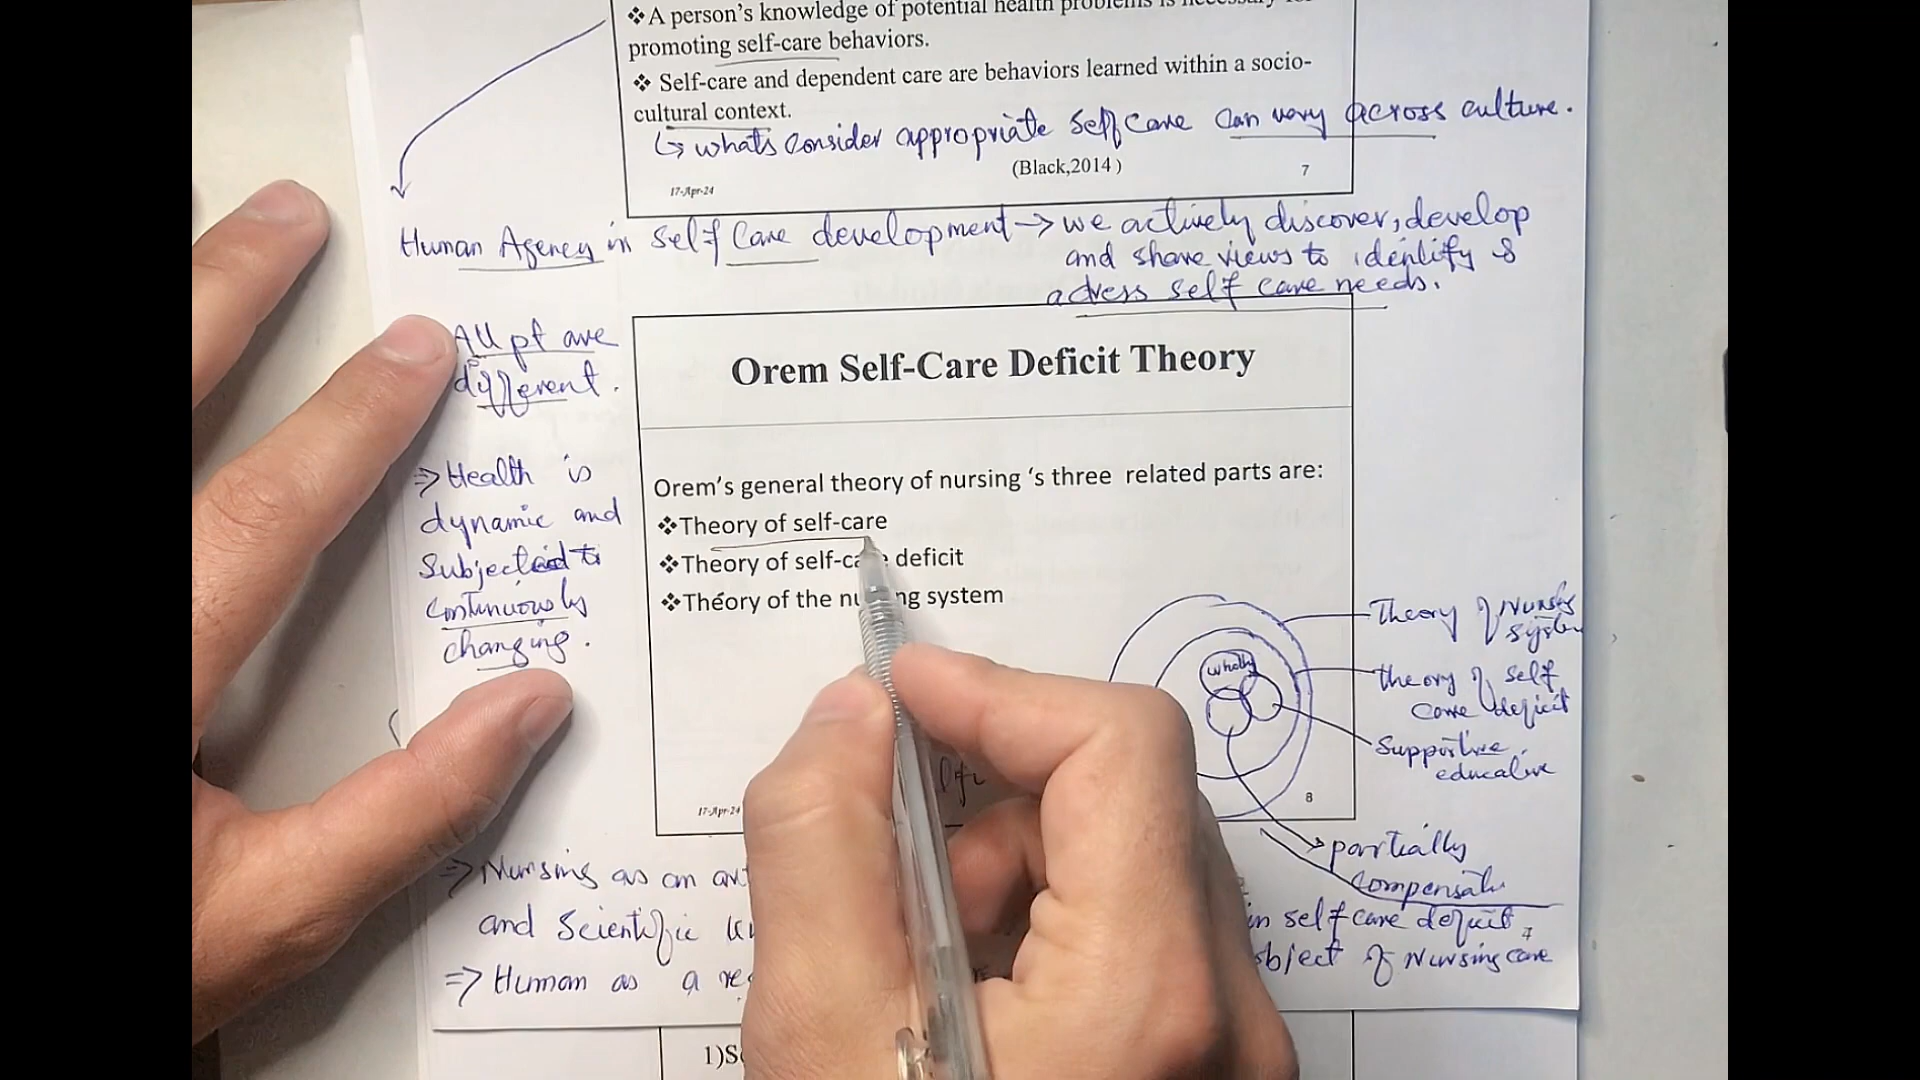 ❖A person's knowledge of potential health problems is necessary for
promoting self-care behaviors.
❖ Self-care and dependent care are behaviors learned within a socio-
cultural context.
↳ whats consider appropriate self care can vary across culture.
(Black,2014)
17-Apr-24
7
Human Agency in self care development → we actively discover, develop
and share views to identify &
adress self care needs.
All pt are
different.
⇒ Health is
dynamic and
Subjected to
continuously
changing.
Orem Self-Care Deficit Theory
Orem's general theory of nursing 's three related parts are:
❖Theory of self-care
❖Theory of self-care deficit
❖Theory of the nursing system
Theory of Nursing
system
theory of self
care deficit
Supportive
educative
wholly
17-Apr-24
8
partially
compensate
⇒ Nursing as an art
and Scientific
⇒ Human as a
in self care deficit,
object of Nursing care
1)S